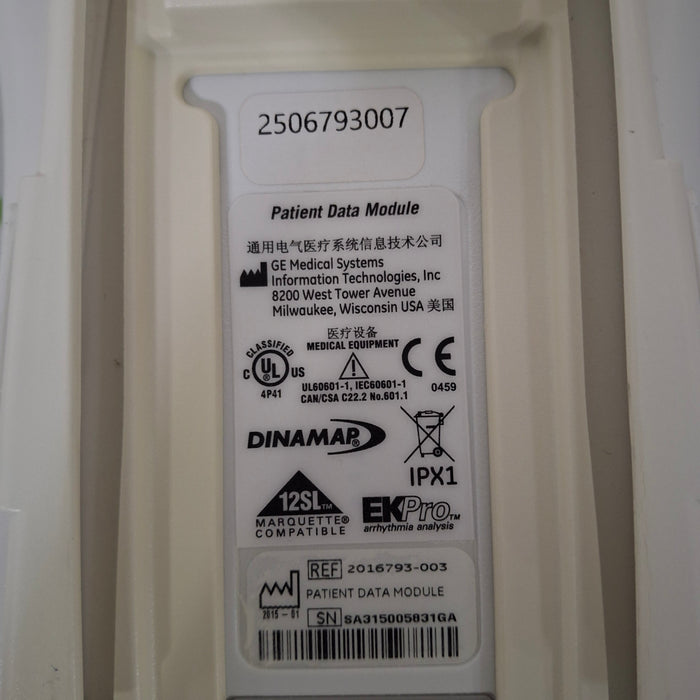 2506793007
Patient Data Module
通用电气医疗系统信息技术公司
GE Medical Systems
Information Technologies, Inc
8200 West Tower Avenue
Milwaukee, Wisconsin USA 美国
医疗设备
MEDICAL EQUIPMENT
CLASSIFIED
C UL® US
4P41
UL60601-1, IEC60601-1
CAN/CSA C22.2 No.601.1
CE
0459
DINAMAP®
IPX1
12SL™
MARQUETTE®
COMPATIBLE
EKPro™
arrhythmia analysis
REF 2016793-003
2015-01
PATIENT DATA MODULE
SN SA315005831GA